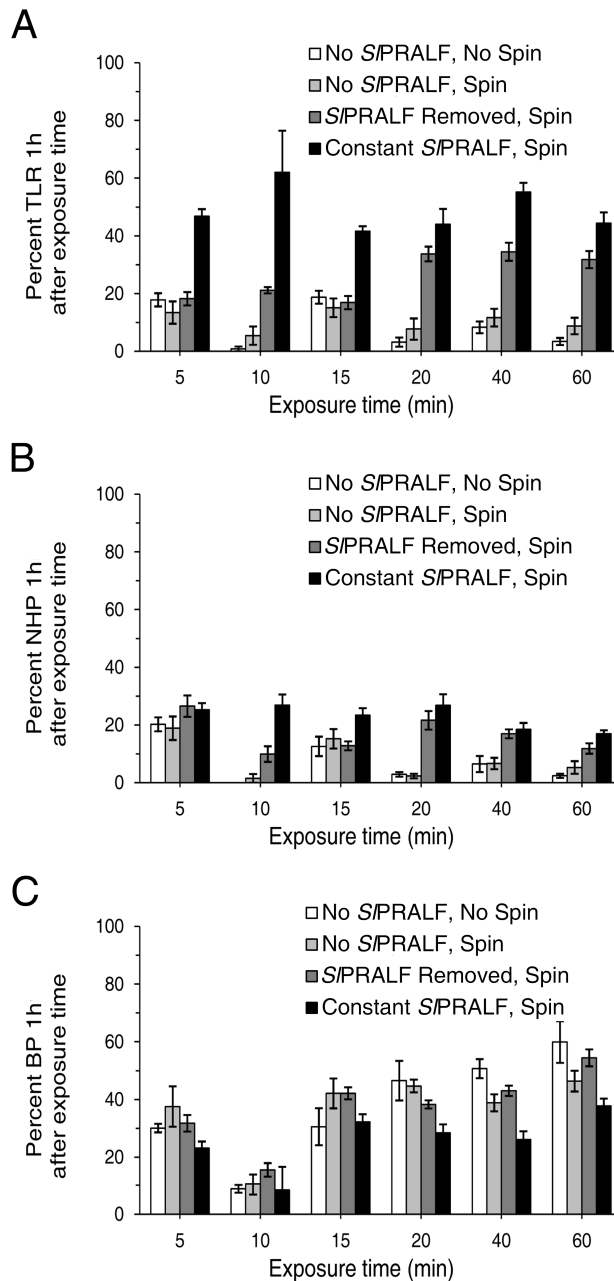 A
No SlPRALF, No Spin
No SlPRALF, Spin
SlPRALF Removed, Spin
Constant SlPRALF, Spin
Percent TLR 1h
after exposure time
100
80
60
40
20
0
5 10 15 20 40 60
Exposure time (min)
B
No SlPRALF, No Spin
No SlPRALF, Spin
SlPRALF Removed, Spin
Constant SlPRALF, Spin
Percent NHP 1h
after exposure time
100
80
60
40
20
0
5 10 15 20 40 60
Exposure time (min)
C
No SlPRALF, No Spin
No SlPRALF, Spin
SlPRALF Removed, Spin
Constant SlPRALF, Spin
Percent BP 1h
after exposure time
100
80
60
40
20
0
5 10 15 20 40 60
Exposure time (min)